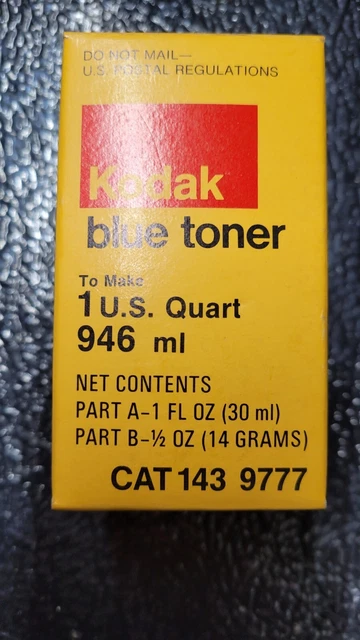 DO NOT MAIL—
U.S. POSTAL REGULATIONS
Kodak
blue toner
To Make
1 U.S. Quart
946 ml
NET CONTENTS
PART A–1 FL OZ (30 ml)
PART B–½ OZ (14 GRAMS)
CAT 143 9777